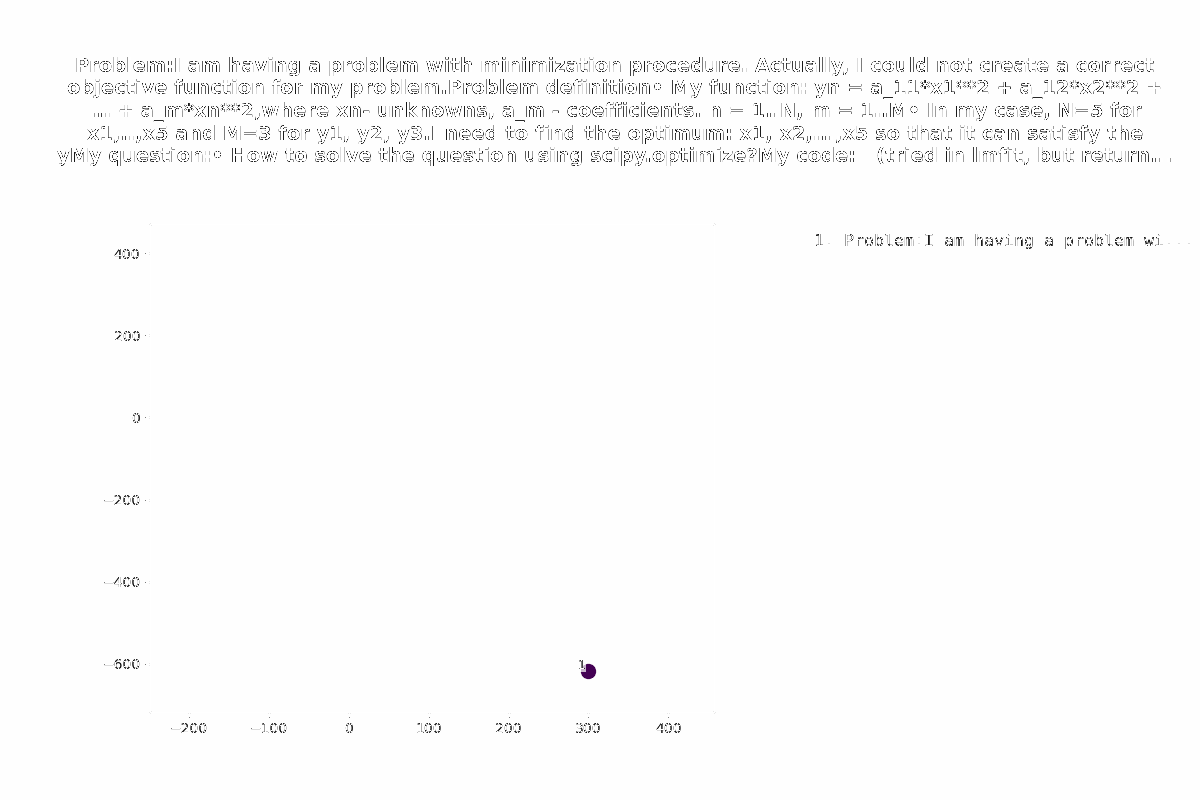 Problem:I am having a problem with minimization procedure. Actually, I could not create a correct
objective function for my problem.Problem definition• My function: yn = a_11*x1**2 + a_12*x2**2 +
... + a_m*xn**2,where xn- unknowns, a_m - coefficients. n = 1..N, m = 1..M• In my case, N=5 for
x1,..,x5 and M=3 for y1, y2, y3.I need to find the optimum: x1, x2,...,x5 so that it can satisfy the
yMy question:• How to solve the question using scipy.optimize?My code:   (tried in lmfit, but return...
1. Problem:I am having a problem wi...
400
200
0
−200
−400
−600
1
−200 −100 0 100 200 300 400